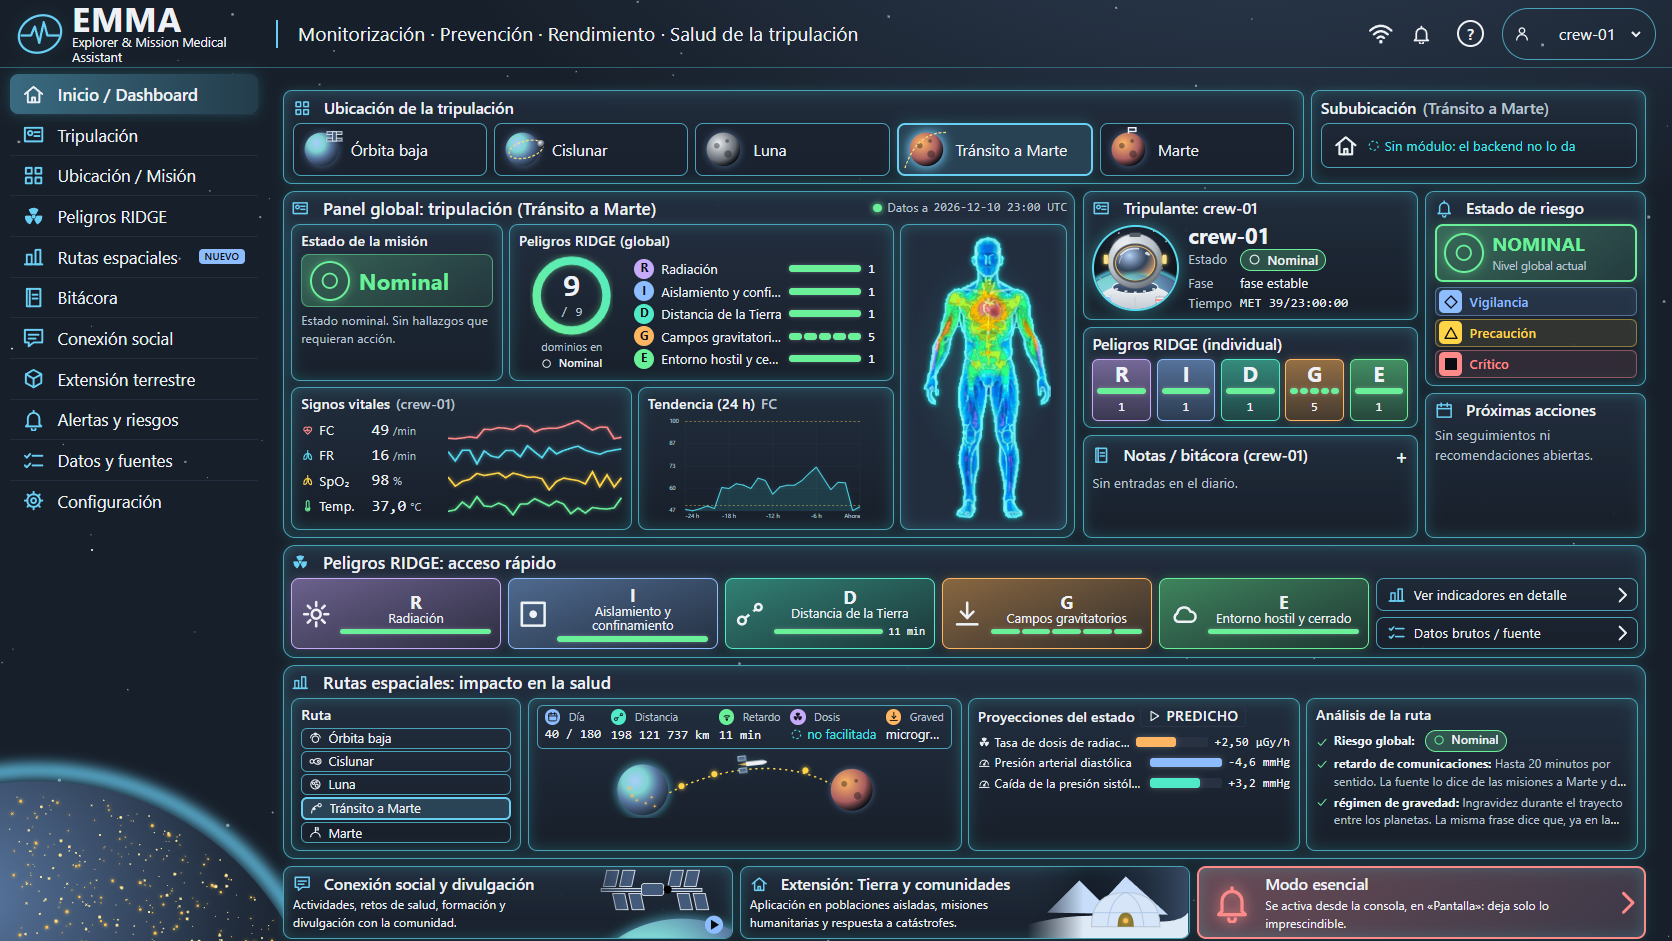 EMMA
Explorer & Mission Medical
Assistant
Monitorización · Prevención · Rendimiento · Salud de la tripulación
?
crew-01
Inicio / Dashboard
Tripulación
Ubicación / Misión
Peligros RIDGE
Rutas espaciales
NUEVO
Bitácora
Conexión social
Extensión terrestre
Alertas y riesgos
Datos y fuentes
Configuración
Ubicación de la tripulación
Órbita baja
Cislunar
Luna
Tránsito a Marte
Marte
Sububicación (Tránsito a Marte)
Sin módulo: el backend no lo da
Panel global: tripulación (Tránsito a Marte)
Datos a 2026-12-10 23:00 UTC
Estado de la misión
Nominal
Estado nominal. Sin hallazgos que
requieran acción.
Peligros RIDGE (global)
9
/ 9
dominios en
Nominal
R Radiación 1
I Aislamiento y confi... 1
D Distancia de la Tierra 1
G Campos gravitatori... 5
E Entorno hostil y ce... 1
Signos vitales (crew-01)
FC 49 /min
FR 16 /min
SpO₂ 98 %
Temp. 37,0 °C
Tendencia (24 h) FC
100
87
73
60
47
-24 h -18 h -12 h -6 h Ahora
Tripulante: crew-01
crew-01
Estado Nominal
Fase fase estable
Tiempo MET 39/23:00:00
Peligros RIDGE (individual)
R I D G E
1 1 1 5 1
Notas / bitácora (crew-01) +
Sin entradas en el diario.
Estado de riesgo
NOMINAL
Nivel global actual
Vigilancia
Precaución
Crítico
Próximas acciones
Sin seguimientos ni
recomendaciones abiertas.
Peligros RIDGE: acceso rápido
R
Radiación
I
Aislamiento y
confinamiento
D
Distancia de la Tierra
11 min
G
Campos gravitatorios
E
Entorno hostil y cerrado
Ver indicadores en detalle
Datos brutos / fuente
Rutas espaciales: impacto en la salud
Ruta
Órbita baja
Cislunar
Luna
Tránsito a Marte
Marte
Día Distancia Retardo Dosis Graved
40 / 180 198 121 737 km 11 min no facilitada microgr...
Proyecciones del estado PREDICHO
Tasa de dosis de radiac... +2,50 µGy/h
Presión arterial diastólica -4,6 mmHg
Caída de la presión sistól... +3,2 mmHg
Análisis de la ruta
Riesgo global: Nominal
retardo de comunicaciones: Hasta 20 minutos por
sentido. La fuente lo dice de las misiones a Marte y d...
régimen de gravedad: Ingravidez durante el trayecto
entre los planetas. La misma frase dice que, ya en la...
Conexión social y divulgación
Actividades, retos de salud, formación y
divulgación con la comunidad.
Extensión: Tierra y comunidades
Aplicación en poblaciones aisladas, misiones
humanitarias y respuesta a catástrofes.
Modo esencial
Se activa desde la consola, en «Pantalla»: deja solo lo
imprescindible.